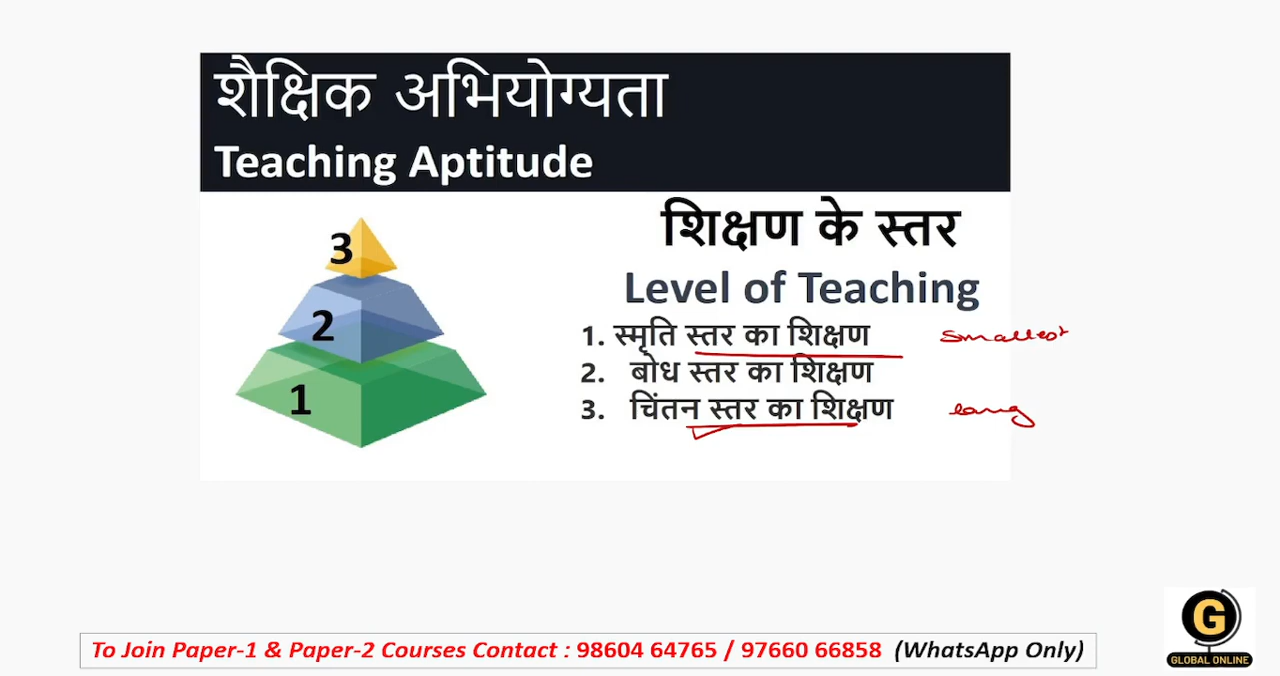 शैक्षिक अभियोग्यता
Teaching Aptitude
3
2
1
शिक्षण के स्तर
Level of Teaching
1. स्मृति स्तर का शिक्षण smallest
2. बोध स्तर का शिक्षण
3. चिंतन स्तर का शिक्षण
To Join Paper-1 & Paper-2 Courses Contact : 98604 64765 / 97660 66858 (WhatsApp Only)
G
GLOBAL ONLINE